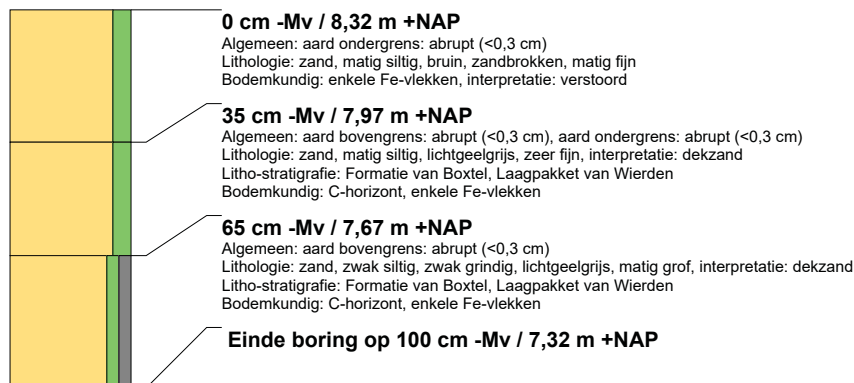 0 cm -Mv / 8,32 m +NAP
Algemeen: aard ondergrens: abrupt (<0,3 cm)
Lithologie: zand, matig siltig, bruin, zandbrokken, matig fijn
Bodemkundig: enkele Fe-vlekken, interpretatie: verstoord
35 cm -Mv / 7,97 m +NAP
Algemeen: aard bovengrens: abrupt (<0,3 cm), aard ondergrens: abrupt (<0,3 cm)
Lithologie: zand, matig siltig, lichtgeelgrijs, zeer fijn, interpretatie: dekzand
Litho-stratigrafie: Formatie van Boxtel, Laagpakket van Wierden
Bodemkundig: C-horizont, enkele Fe-vlekken
65 cm -Mv / 7,67 m +NAP
Algemeen: aard bovengrens: abrupt (<0,3 cm)
Lithologie: zand, zwak siltig, zwak grindig, lichtgeelgrijs, matig grof, interpretatie: dekzand
Litho-stratigrafie: Formatie van Boxtel, Laagpakket van Wierden
Bodemkundig: C-horizont, enkele Fe-vlekken
Einde boring op 100 cm -Mv / 7,32 m +NAP